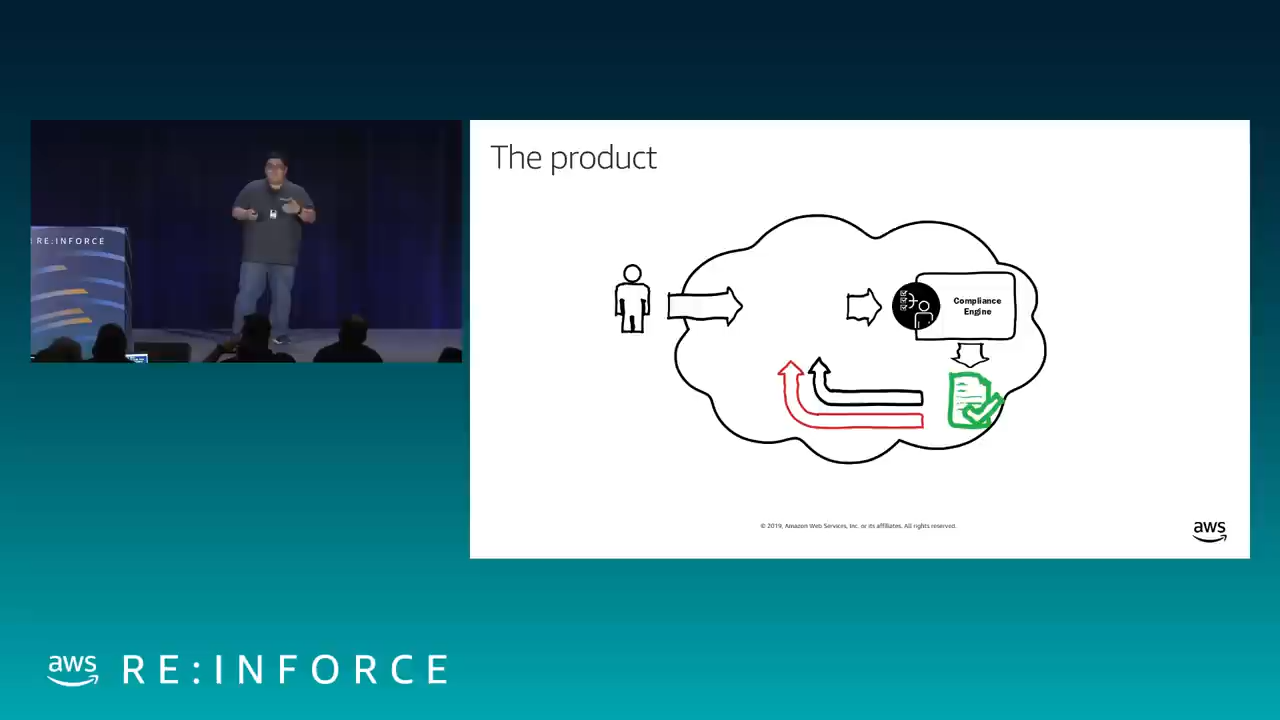 RE:INFORCE
The product
Compliance
Engine
© 2019, Amazon Web Services, Inc. or its affiliates. All rights reserved.
aws
aws RE:INFORCE